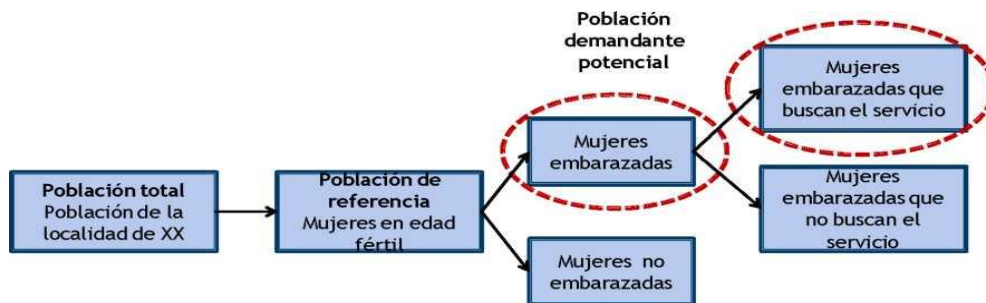 Población
demandante
potencial
Mujeres
embarazadas que
buscan el servicio
Mujeres
embarazadas
Población total
Población de la
localidad de XX
Población de
referencia
Mujeres en edad
fértil
Mujeres
embarazadas que
no buscan el
servicio
Mujeres no
embarazadas